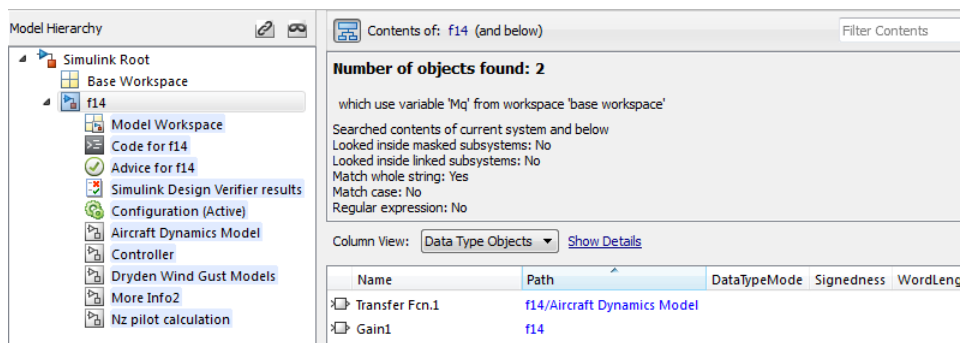 Model Hierarchy
Simulink Root
Base Workspace
f14
Model Workspace
Code for f14
Advice for f14
Simulink Design Verifier results
Configuration (Active)
Aircraft Dynamics Model
Controller
Dryden Wind Gust Models
More Info2
Nz pilot calculation
Contents of: f14 (and below)
Filter Contents
Number of objects found: 2
which use variable 'Mq' from workspace 'base workspace'
Searched contents of current system and below
Looked inside masked subsystems: No
Looked inside linked subsystems: No
Match whole string: Yes
Match case: No
Regular expression: No
Column View: Data Type Objects Show Details
Name Path DataTypeMode Signedness WordLeng
Transfer Fcn.1 f14/Aircraft Dynamics Model
Gain1 f14